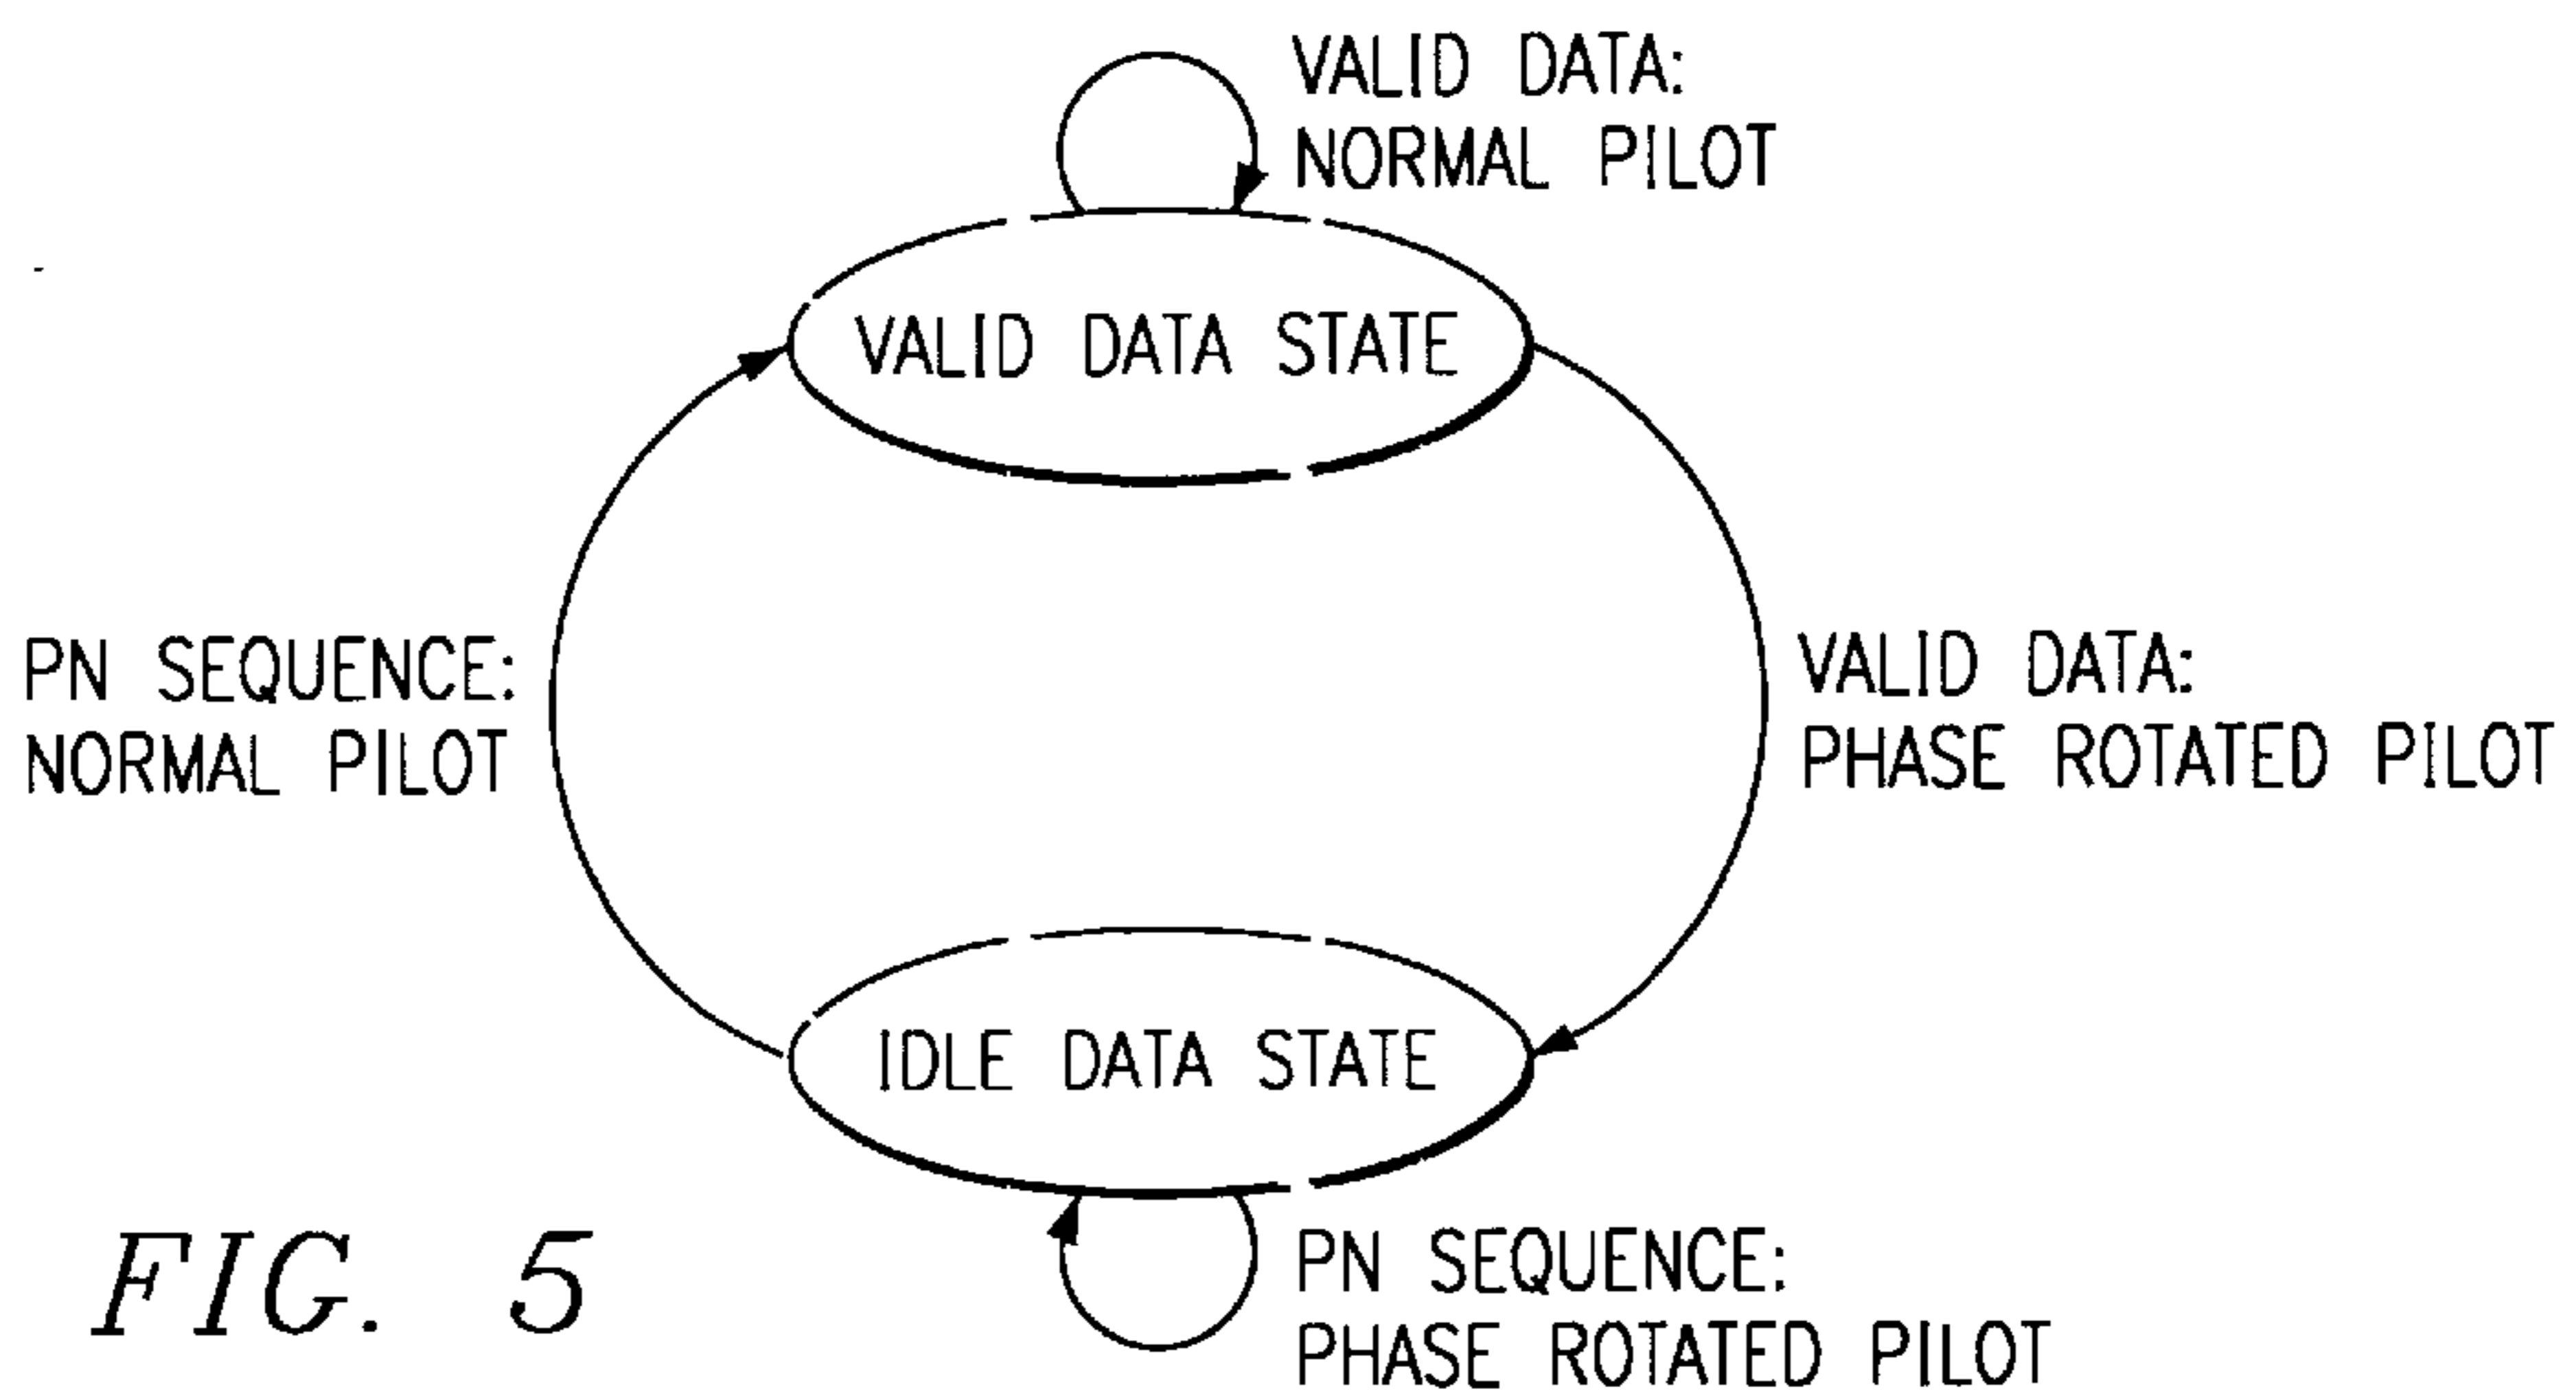 VALID DATA:
NORMAL PILOT
VALID DATA STATE
PN SEQUENCE:
NORMAL PILOT
VALID DATA:
PHASE ROTATED PILOT
IDLE DATA STATE
PN SEQUENCE:
PHASE ROTATED PILOT
FIG. 5